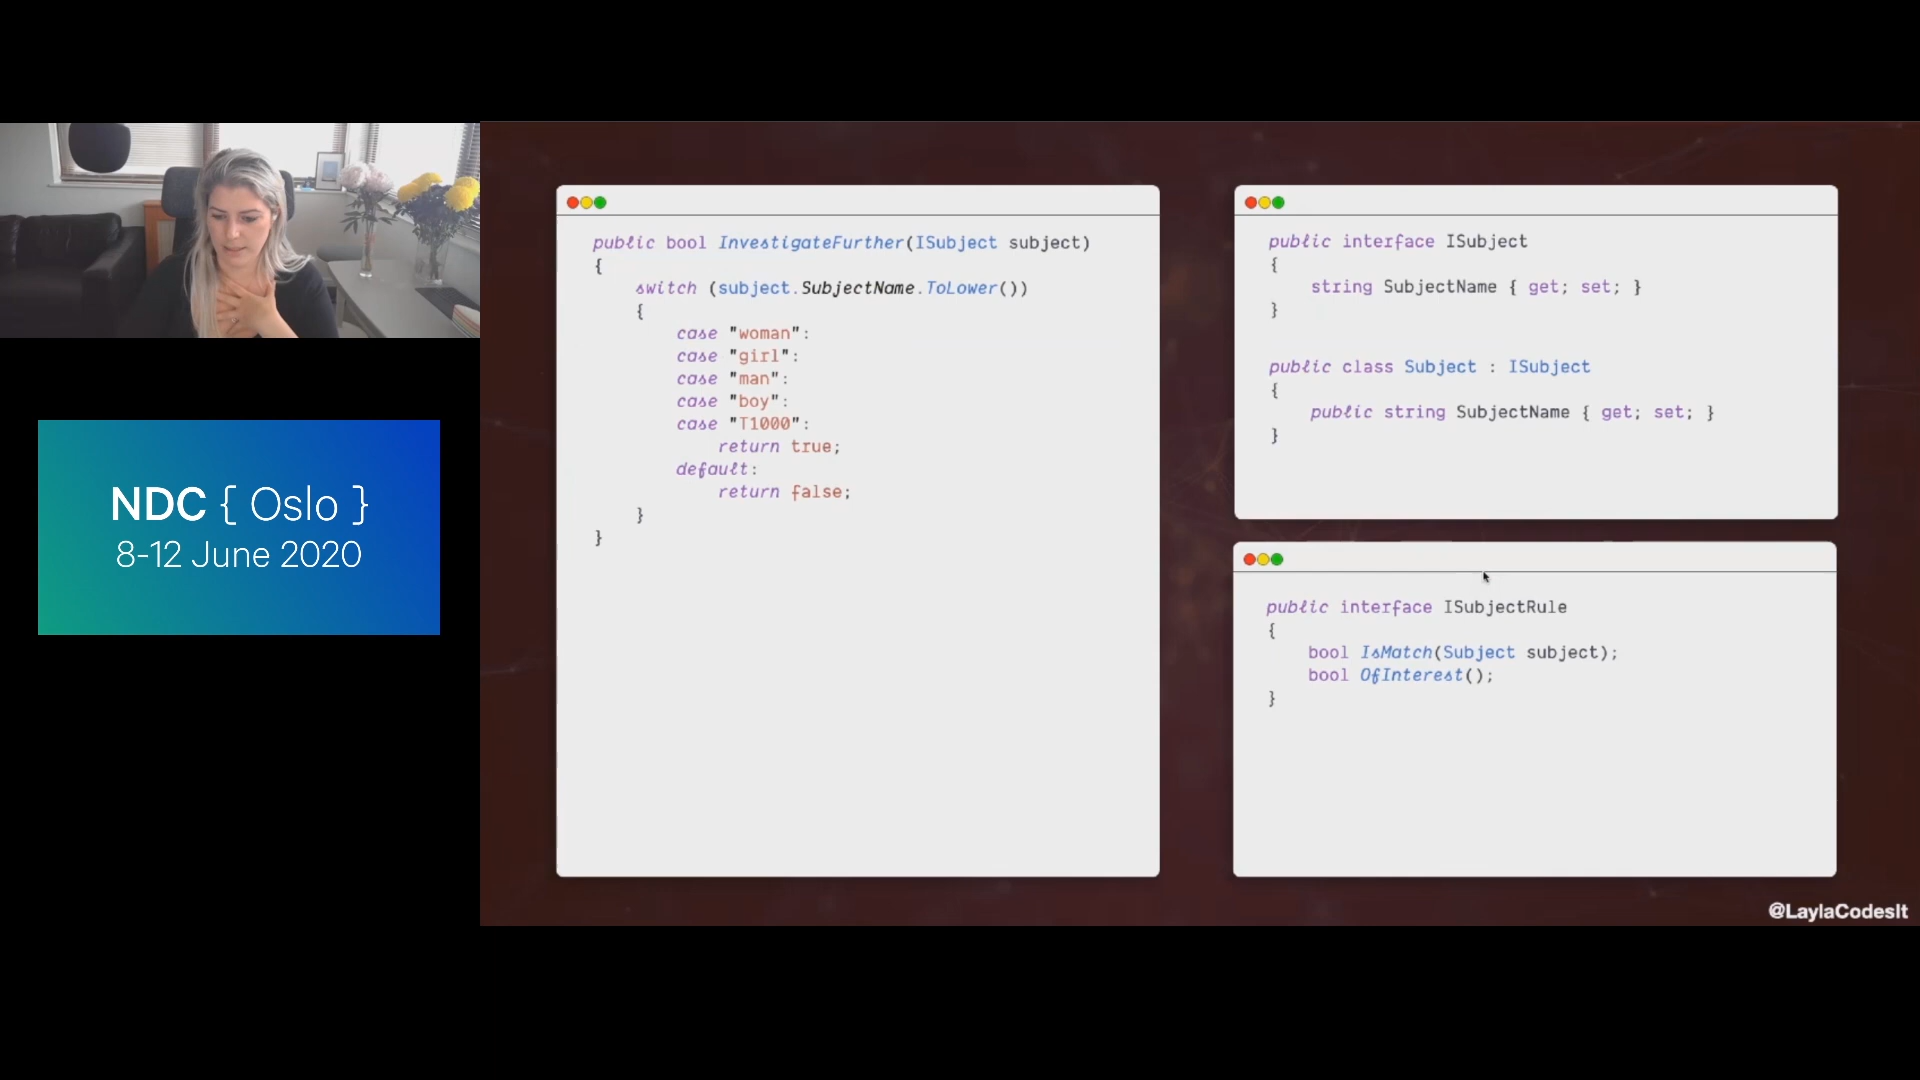 NDC { Oslo }
8-12 June 2020
public bool InvestigateFurther(ISubject subject)
{
switch (subject.SubjectName.ToLower())
{
case "woman":
case "girl":
case "man":
case "boy":
case "T1000":
return true;
default:
return false;
}
}
public interface ISubject
{
string SubjectName { get; set; }
}
public class Subject : ISubject
{
public string SubjectName { get; set; }
}
public interface ISubjectRule
{
bool IsMatch(Subject subject);
bool OfInterest();
}
@LaylaCodesIt